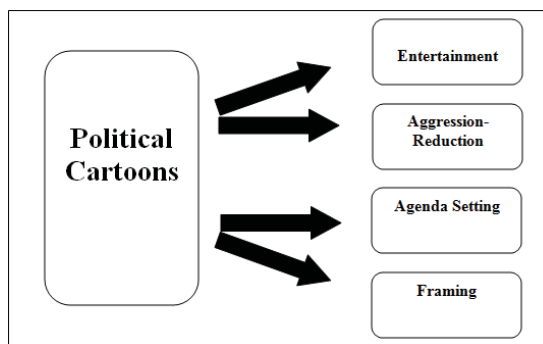 Political
Cartoons
Entertainment
Aggression-
Reduction
Agenda Setting
Framing